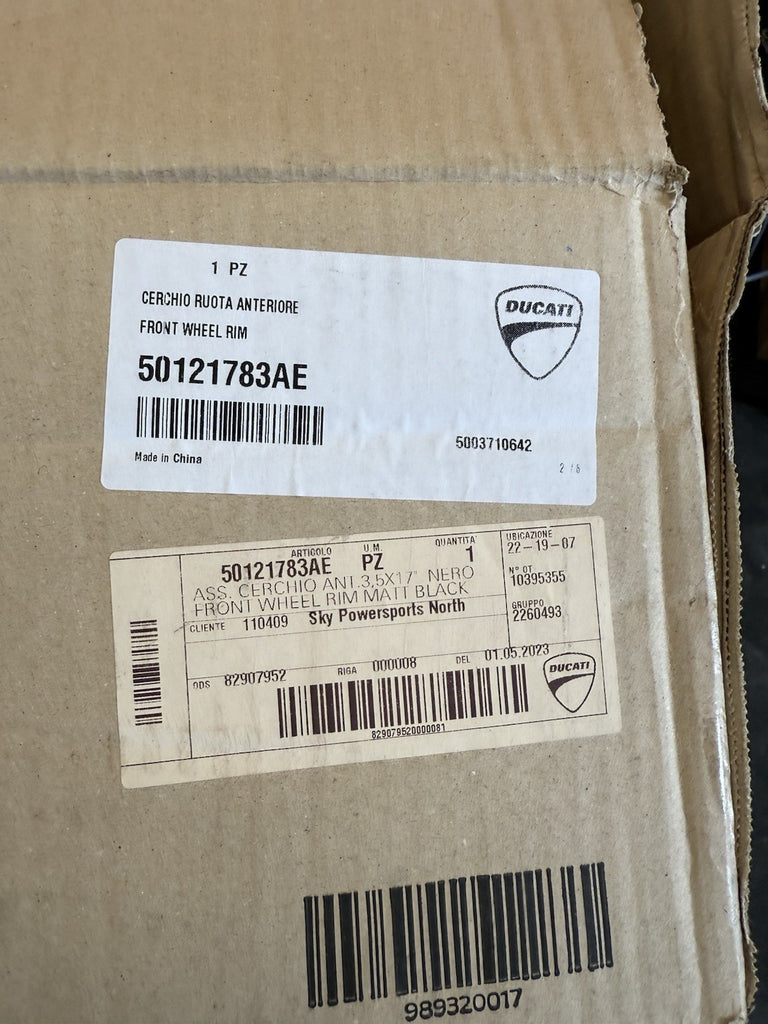 1 PZ
CERCHIO RUOTA ANTERIORE
FRONT WHEEL RIM
50121783AE
DUCATI
5003710642
Made in China
ARTICOLO
50121783AE
U.M.
PZ
QUANTITA'
1
UBICAZIONE
22-19-07
ASS. CERCHIO ANT.3,5X17" NERO
FRONT WHEEL RIM MATT BLACK
N° OT
10395355
CLIENTE 110409 Sky Powersports North
GRUPPO
2260493
ODS 82907952 RIGA 000008 DEL 01.05.2023
DUCATI
829079520000081
989320017